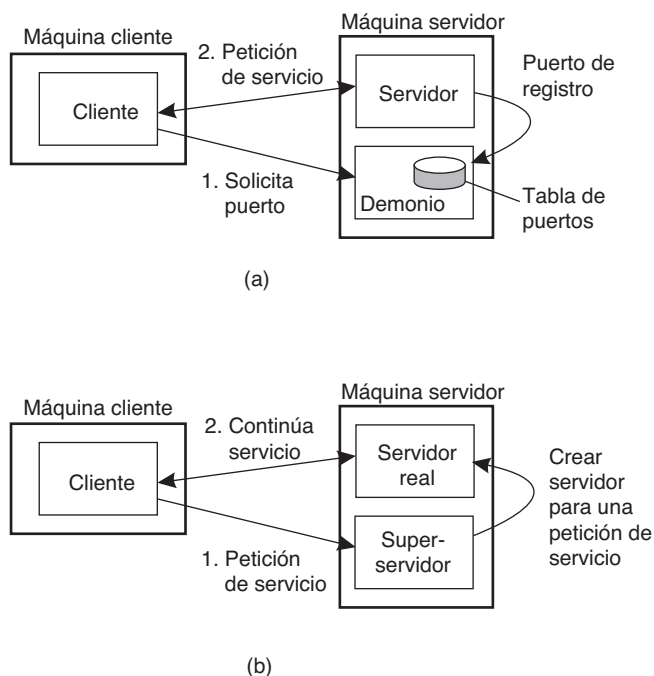 Máquina servidor
Máquina cliente
2. Petición
de servicio
Cliente
Servidor
Puerto de
registro
1. Solicita
puerto
Demonio
Tabla de
puertos
(a)
Máquina servidor
Máquina cliente
2. Continúa
servicio
Cliente
Servidor
real
Crear
servidor
para una
petición de
servicio
1. Petición
de servicio
Super-
servidor
(b)